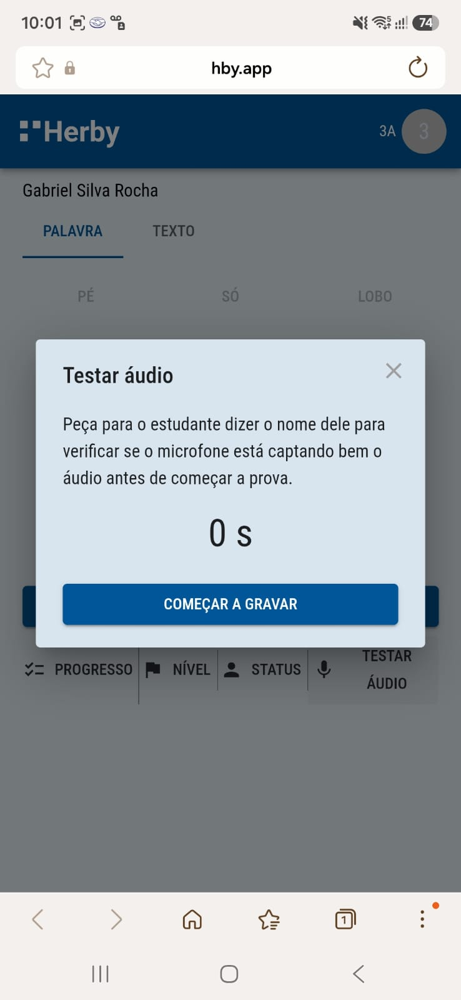 10:01
74
hby.app
Herby
3A 3
Gabriel Silva Rocha
PALAVRA TEXTO
PÉ SÓ LOBO
Testar áudio
Peça para o estudante dizer o nome dele para
verificar se o microfone está captando bem o
áudio antes de começar a prova.
0 s
COMEÇAR A GRAVAR
PROGRESSO NÍVEL STATUS TESTAR
ÁUDIO
1